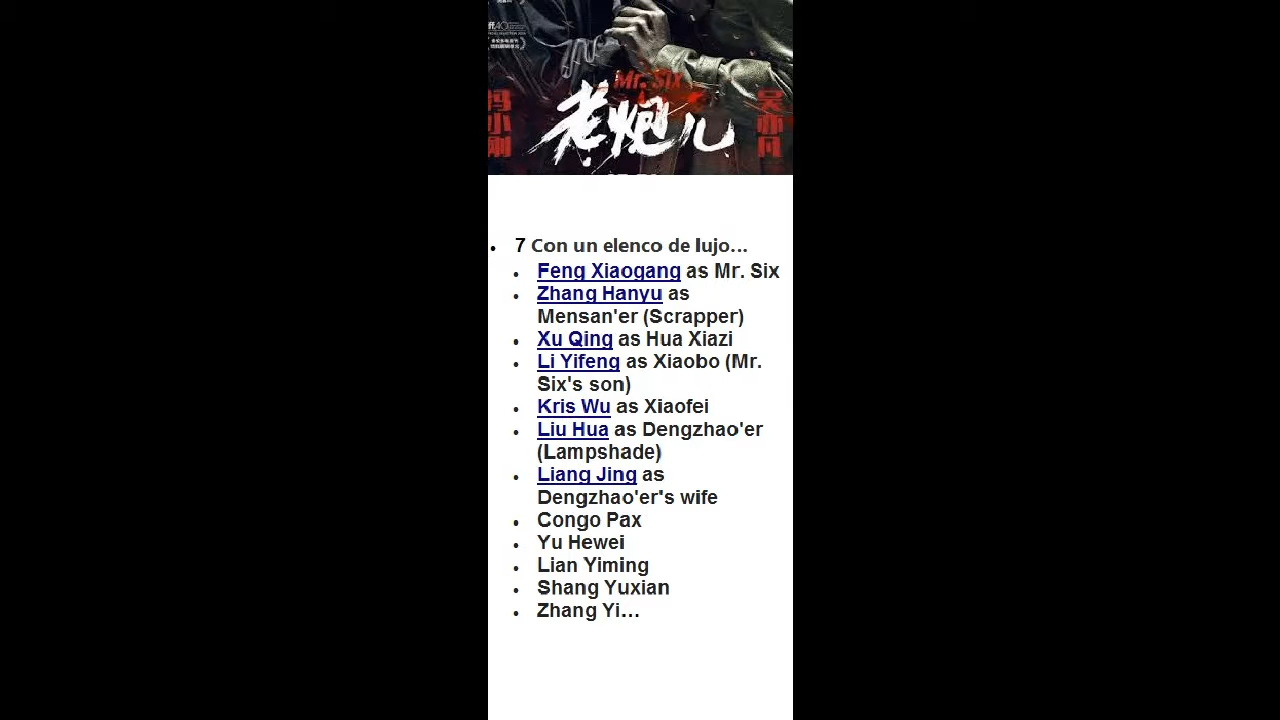 Mr. Six
老炮儿
冯小刚
吴亦凡
7 Con un elenco de lujo...
Feng Xiaogang as Mr. Six
Zhang Hanyu as
Mensan'er (Scrapper)
Xu Qing as Hua Xiazi
Li Yifeng as Xiaobo (Mr.
Six's son)
Kris Wu as Xiaofei
Liu Hua as Dengzhao'er
(Lampshade)
Liang Jing as
Dengzhao'er's wife
Congo Pax
Yu Hewei
Lian Yiming
Shang Yuxian
Zhang Yi...